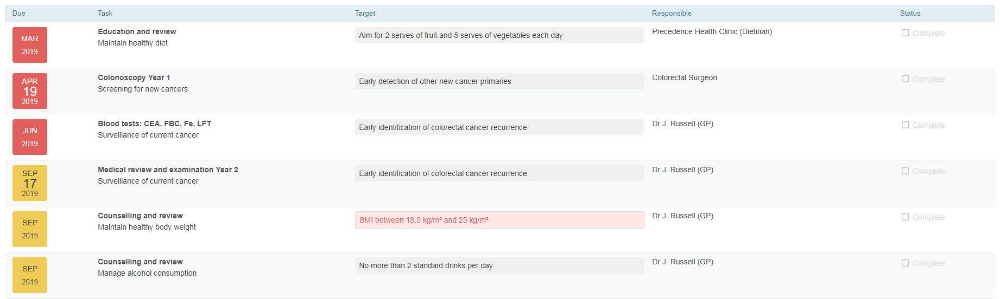 Due Task Target Responsible Status
MAR
2019
Education and review
Maintain healthy diet
Aim for 2 serves of fruit and 5 serves of vegetables each day
Precedence Health Clinic (Dietitian)
Complete
APR
19
2019
Colonoscopy Year 1
Screening for new cancers
Early detection of other new cancer primaries
Colorectal Surgeon
Complete
JUN
2019
Blood tests: CEA, FBC, Fe, LFT
Surveillance of current cancer
Early identification of colorectal cancer recurrence
Dr J. Russell (GP)
Complete
SEP
17
2019
Medical review and examination Year 2
Surveillance of current cancer
Early identification of colorectal cancer recurrence
Dr J. Russell (GP)
Complete
SEP
2019
Counselling and review
Maintain healthy body weight
BMI between 18.5 kg/m² and 25 kg/m²
Dr J. Russell (GP)
Complete
SEP
2019
Counselling and review
Manage alcohol consumption
No more than 2 standard drinks per day
Dr J. Russell (GP)
Complete